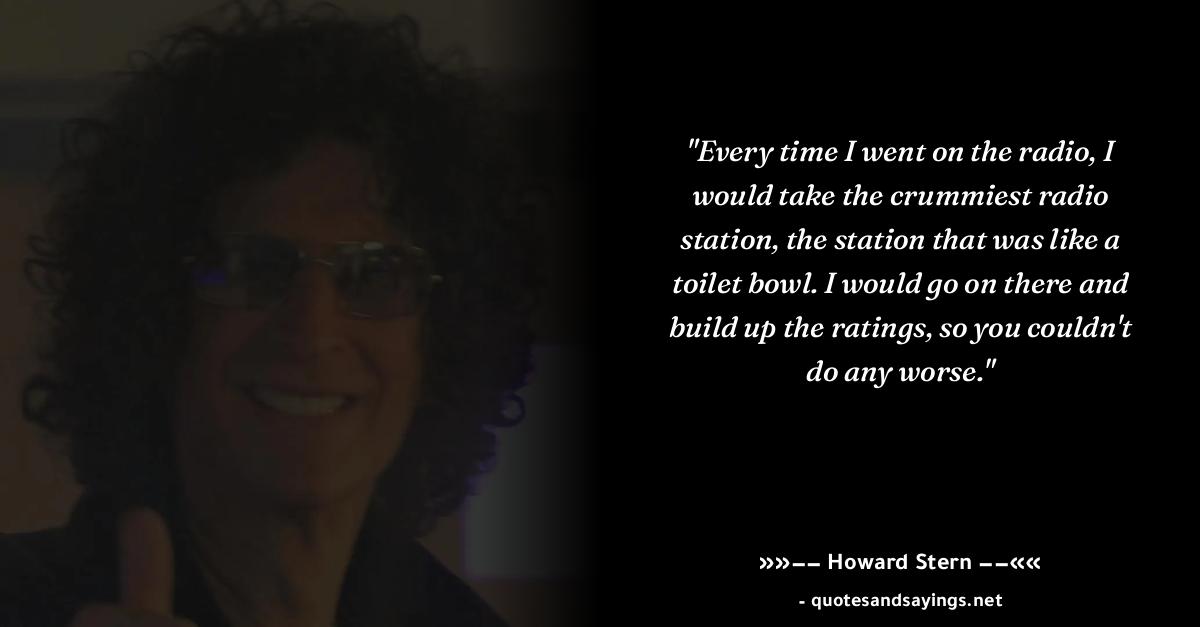 "Every time I went on the radio, I
would take the crummiest radio
station, the station that was like a
toilet bowl. I would go on there and
build up the ratings, so you couldn't
do any worse."
»»−− Howard Stern −−««
- quotesandsayings.net